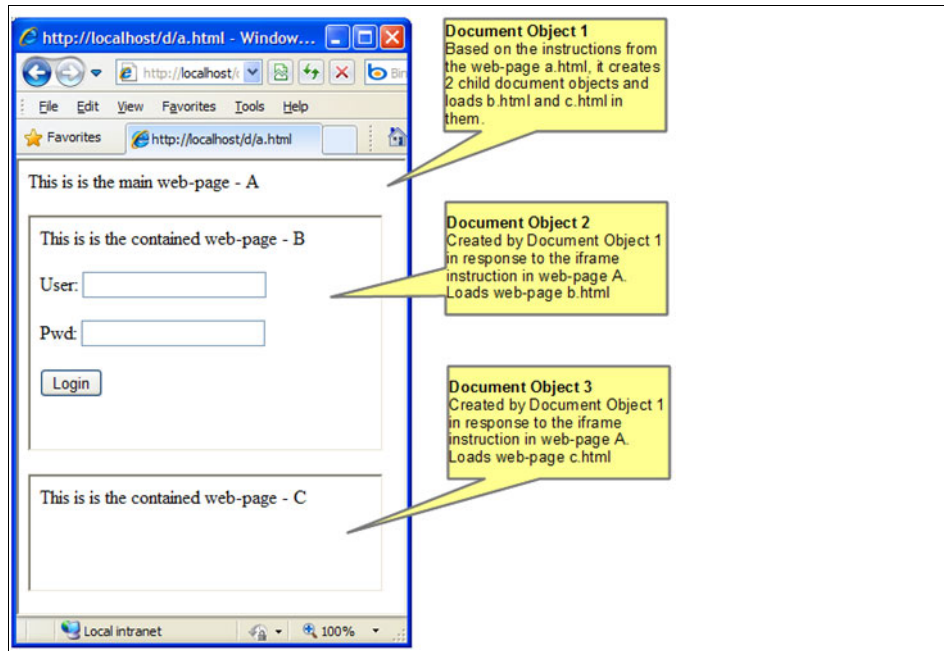 http://localhost/d/a.html - Window...
http://localhost/
Bin
File Edit View Favorites Tools Help
Favorites
http://localhost/d/a.html
This is is the main web-page - A
This is is the contained web-page - B
User:
Pwd:
Login
This is is the contained web-page - C
Local intranet
100%
Document Object 1
Based on the instructions from
the web-page a.html, it creates
2 child document objects and
loads b.html and c.html in
them.
Document Object 2
Created by Document Object 1
in response to the iframe
instruction in web-page A.
Loads web-page b.html
Document Object 3
Created by Document Object 1
in response to the iframe
instruction in web-page A.
Loads web-page c.html